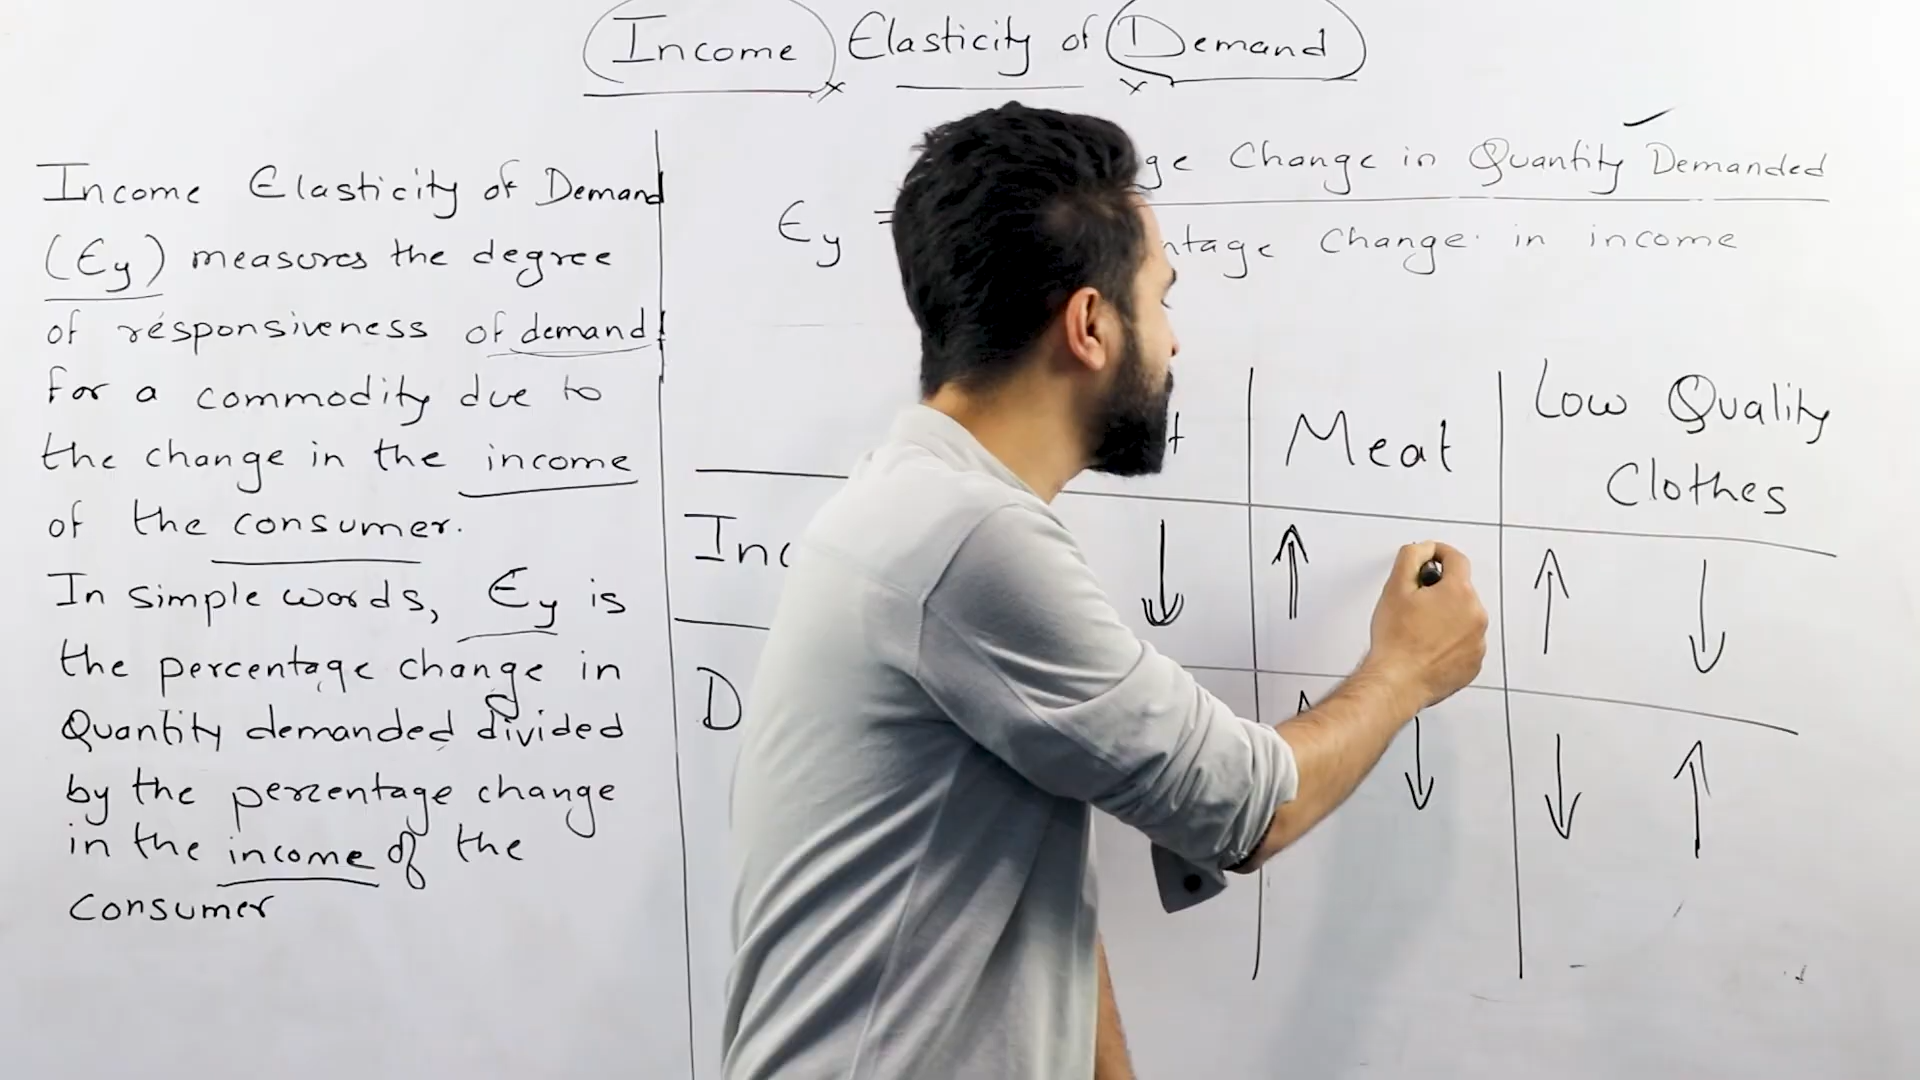 Income Elasticity of Demand
Income Elasticity of Demand
(Ey) measures the degree
of responsiveness of demand
for a commodity due to
the change in the income
of the consumer.
In simple words, Ey is
the percentage change in
Quantity demanded divided
by the percentage change
in the income of the
consumer
Ey = ge Change in Quantity Demanded
ntage Change in income
Meat
Low Quality
Clothes
Inc
D